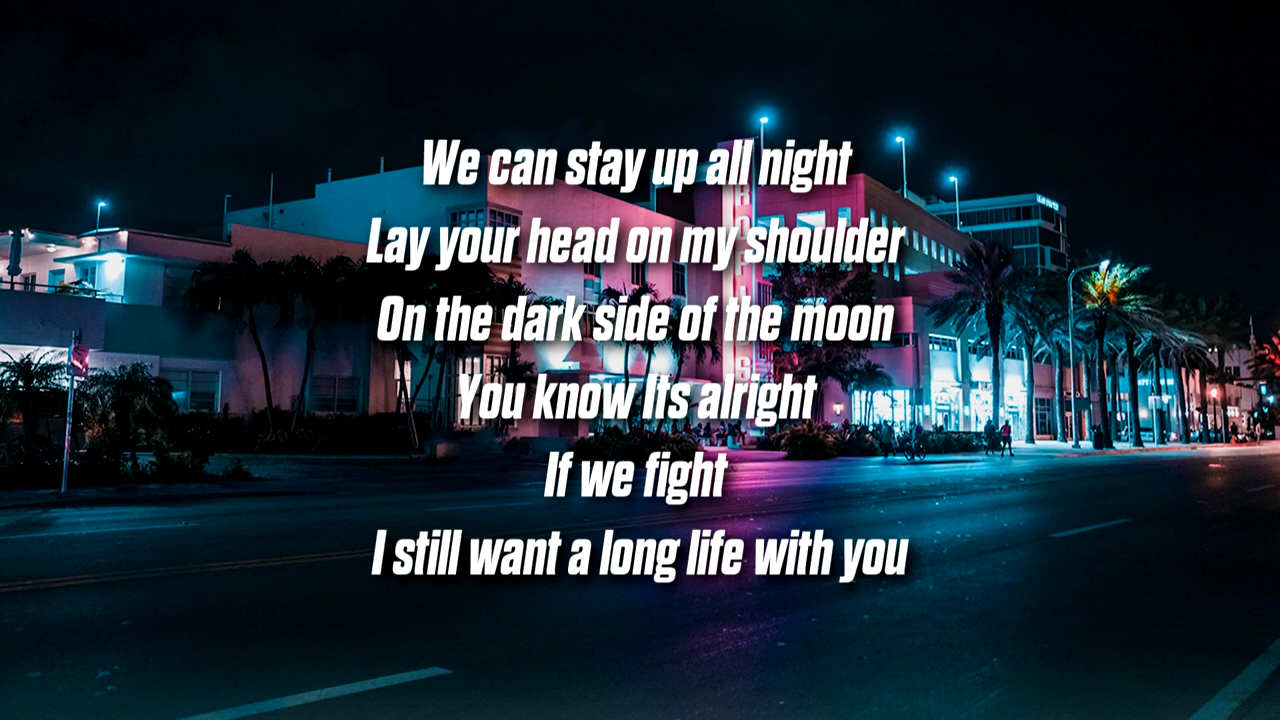 We can stay up all night
Lay your head on my shoulder
On the dark side of the moon
You know Its alright
If we fight
I still want a long life with you